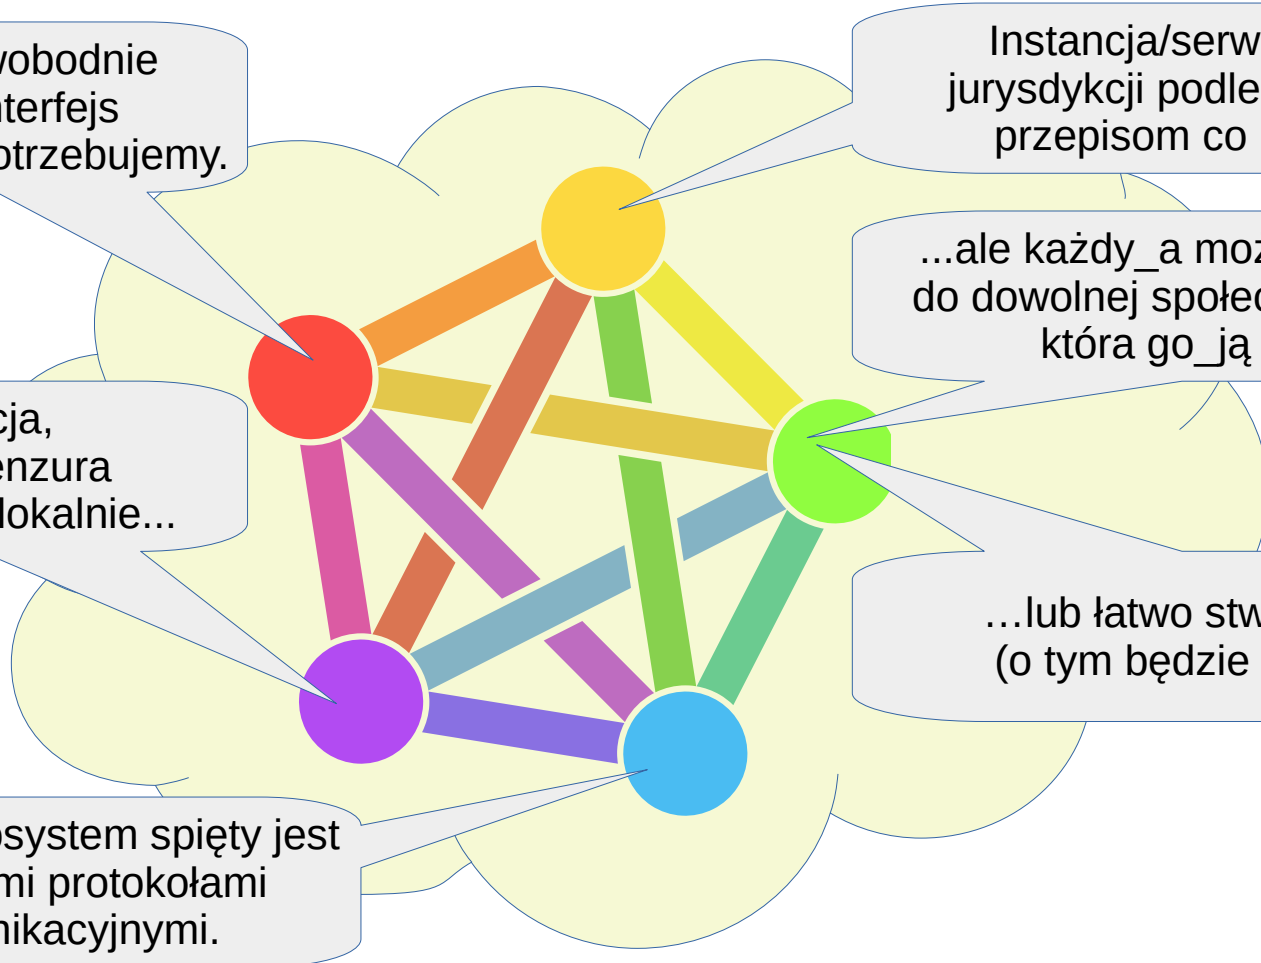 wobodnie
nterfejs
otrzebujemy.
Instancja/serw
jurysdykcji podle
przepisom co
...ale każdy_a moż
do dowolnej społec
która go_ją
cja,
enzura
lokalnie...
…lub łatwo stw
(o tym będzie
osystem spięty jest
mi protokołami
nikacyjnymi.